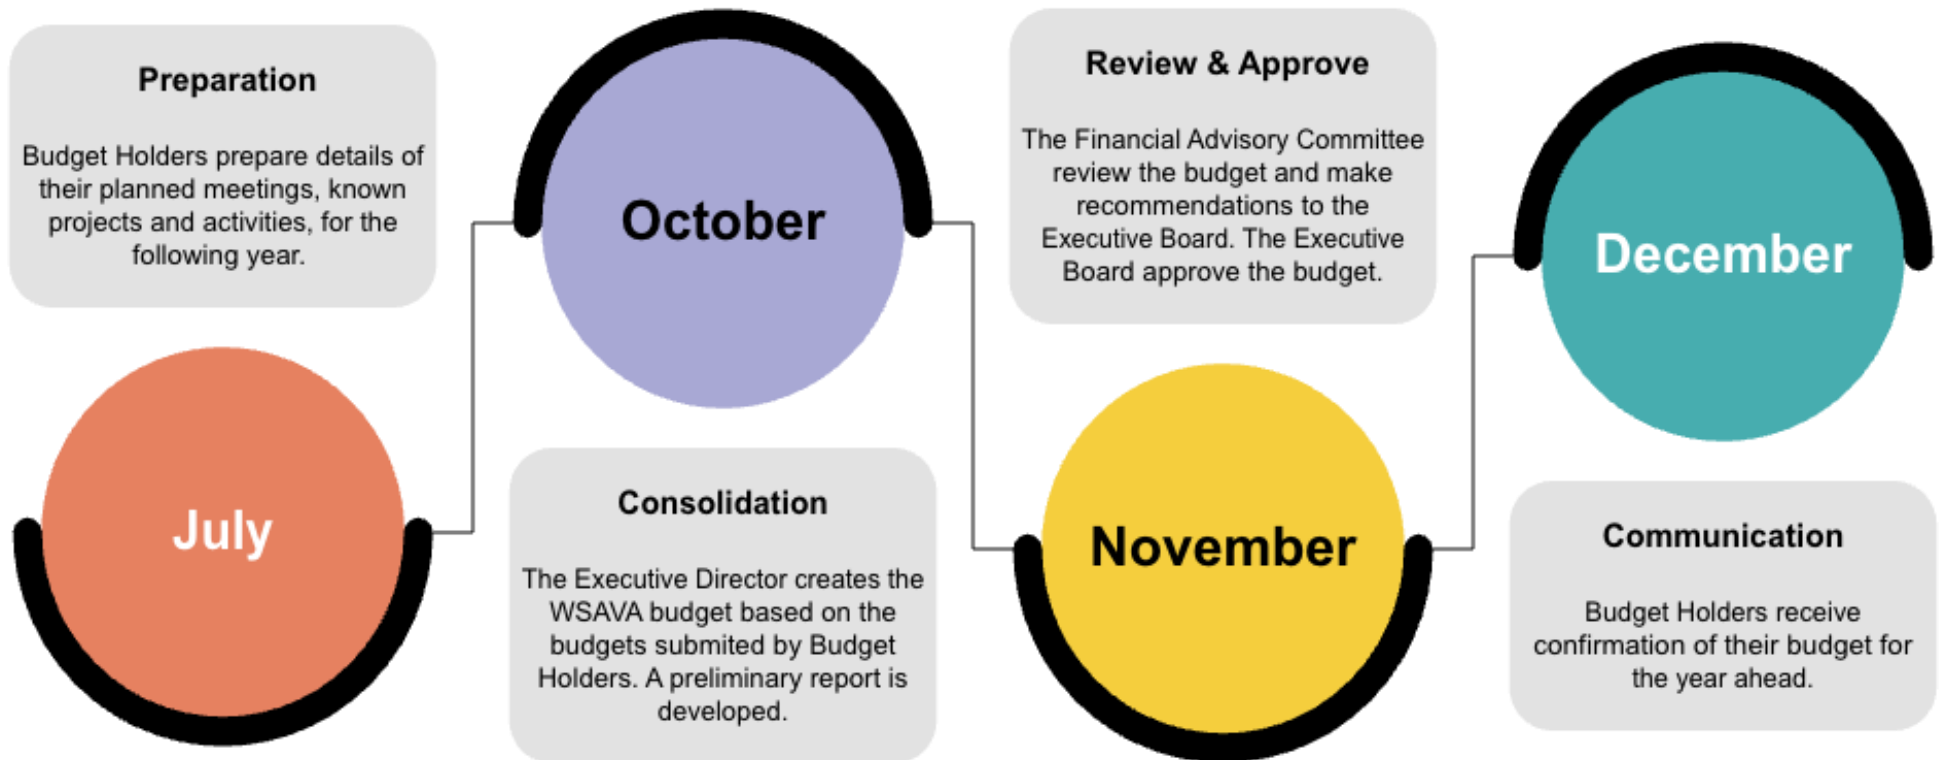 Preparation
Budget Holders prepare details of
their planned meetings, known
projects and activities, for the
following year.
July
October
Consolidation
The Executive Director creates the
WSAVA budget based on the
budgets submited by Budget
Holders. A preliminary report is
developed.
Review & Approve
The Financial Advisory Committee
review the budget and make
recommendations to the
Executive Board. The Executive
Board approve the budget.
November
December
Communication
Budget Holders receive
confirmation of their budget for
the year ahead.